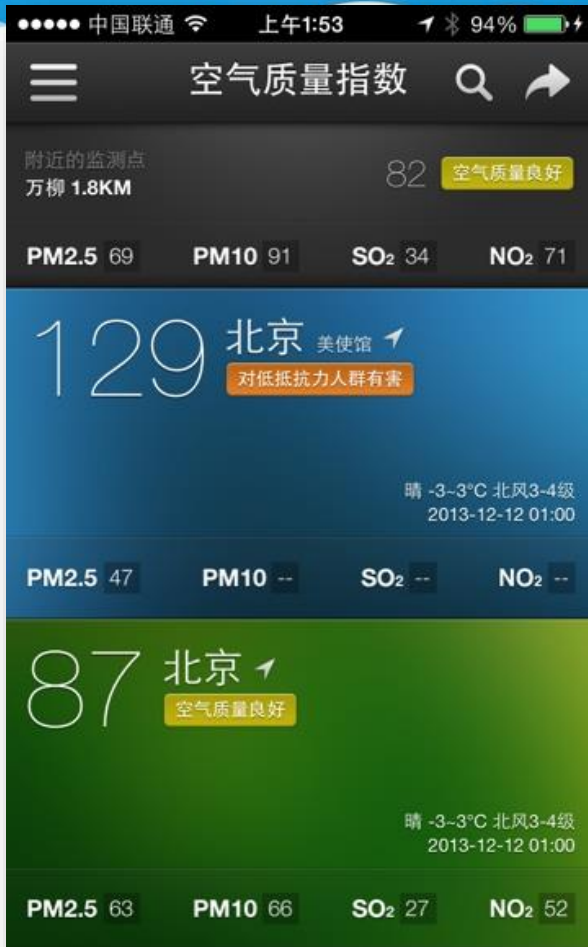 中国联通 上午1:53 94%
空气质量指数
附近的监测点
万柳 1.8KM
82 空气质量良好
PM2.5 69 PM10 91 SO₂ 34 NO₂ 71
129 北京 美使馆
对低抵抗力人群有害
晴 -3~3°C 北风3-4级
2013-12-12 01:00
PM2.5 47 PM10 -- SO₂ -- NO₂ --
87 北京
空气质量良好
晴 -3~3°C 北风3-4级
2013-12-12 01:00
PM2.5 63 PM10 66 SO₂ 27 NO₂ 52